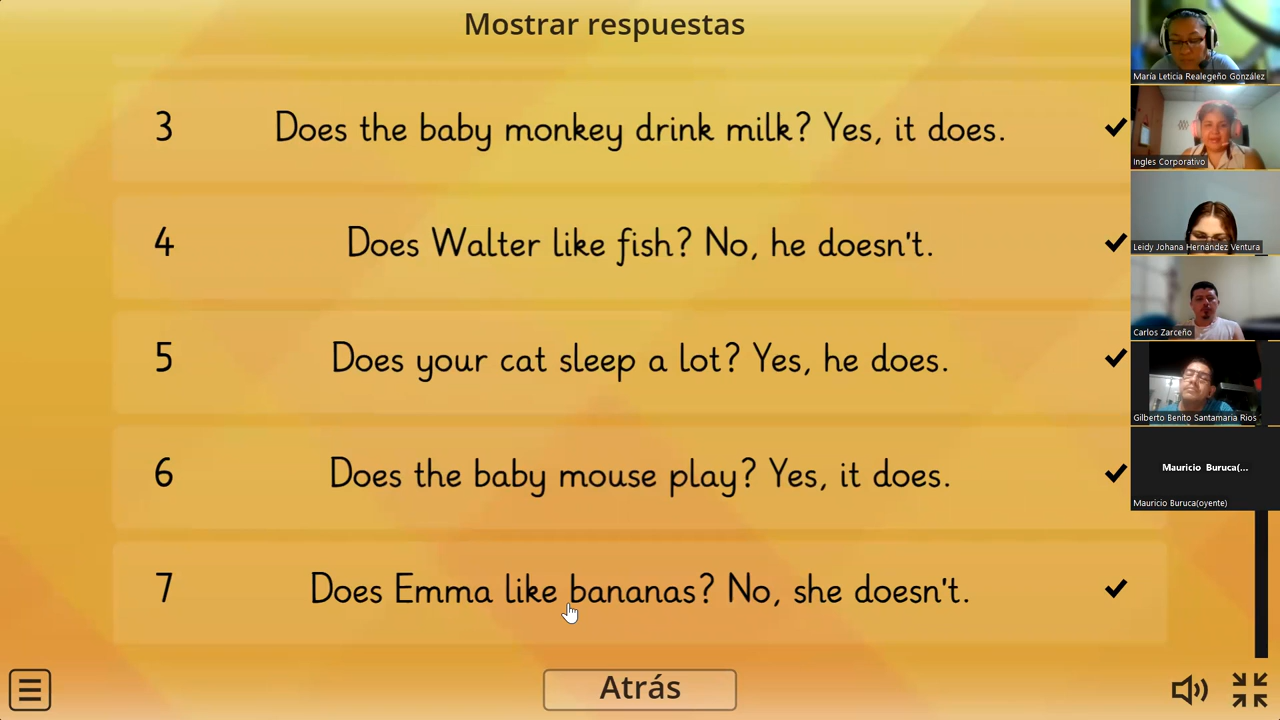 Mostrar respuestas
3 Does the baby monkey drink milk? Yes, it does.
4 Does Walter like fish? No, he doesn't.
5 Does your cat sleep a lot? Yes, he does.
6 Does the baby mouse play? Yes, it does.
7 Does Emma like bananas? No, she doesn't.
Atrás
María Leticia Realegeño González
Ingles Corporativo
Leidy Johana Hernández Ventura
Carlos Zarceño
Gilberto Benito Santamaria Rios
Mauricio Buruca(...
Mauricio Buruca(oyente)